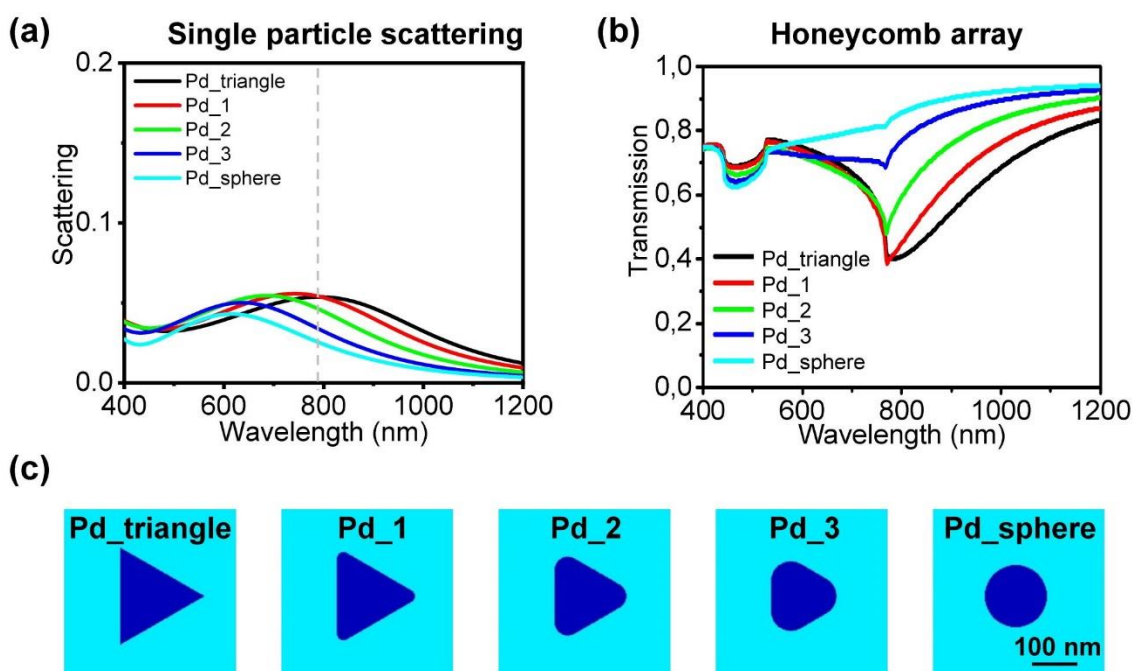 (a)
Single particle scattering
0.2
Pd_triangle
Pd_1
Pd_2
Pd_3
Pd_sphere
Scattering
0.1
0.0
400
600
800
1000
1200
Wavelength (nm)
(b)
Honeycomb array
1,0
0,8
0,6
Transmission
0,4
Pd_triangle
Pd_1
Pd_2
Pd_3
Pd_sphere
0,2
0,0
400
600
800
1000
1200
Wavelength (nm)
(c)
Pd_triangle
Pd_1
Pd_2
Pd_3
Pd_sphere
100 nm